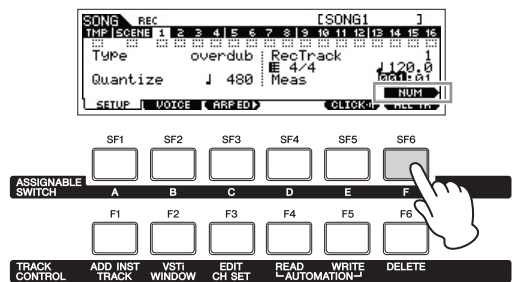 SONG REC [SONG1 ]
TMP SCENE 1 2 3 4 5 6 7 8 9 10 11 12 13 14 15 16
Type overdub RecTrack 1
4/4 ♩120.0
Quantize ♩ 480 Meas 001:01
NUM
SETUP VOICE ARP ED CLICK ALL TR
SF1 SF2 SF3 SF4 SF5 SF6
ASSIGNABLE SWITCH A B C D E F
F1 F2 F3 F4 F5 F6
TRACK CONTROL ADD INST TRACK VSTi WINDOW EDIT CH SET READ WRITE DELETE
AUTOMATION